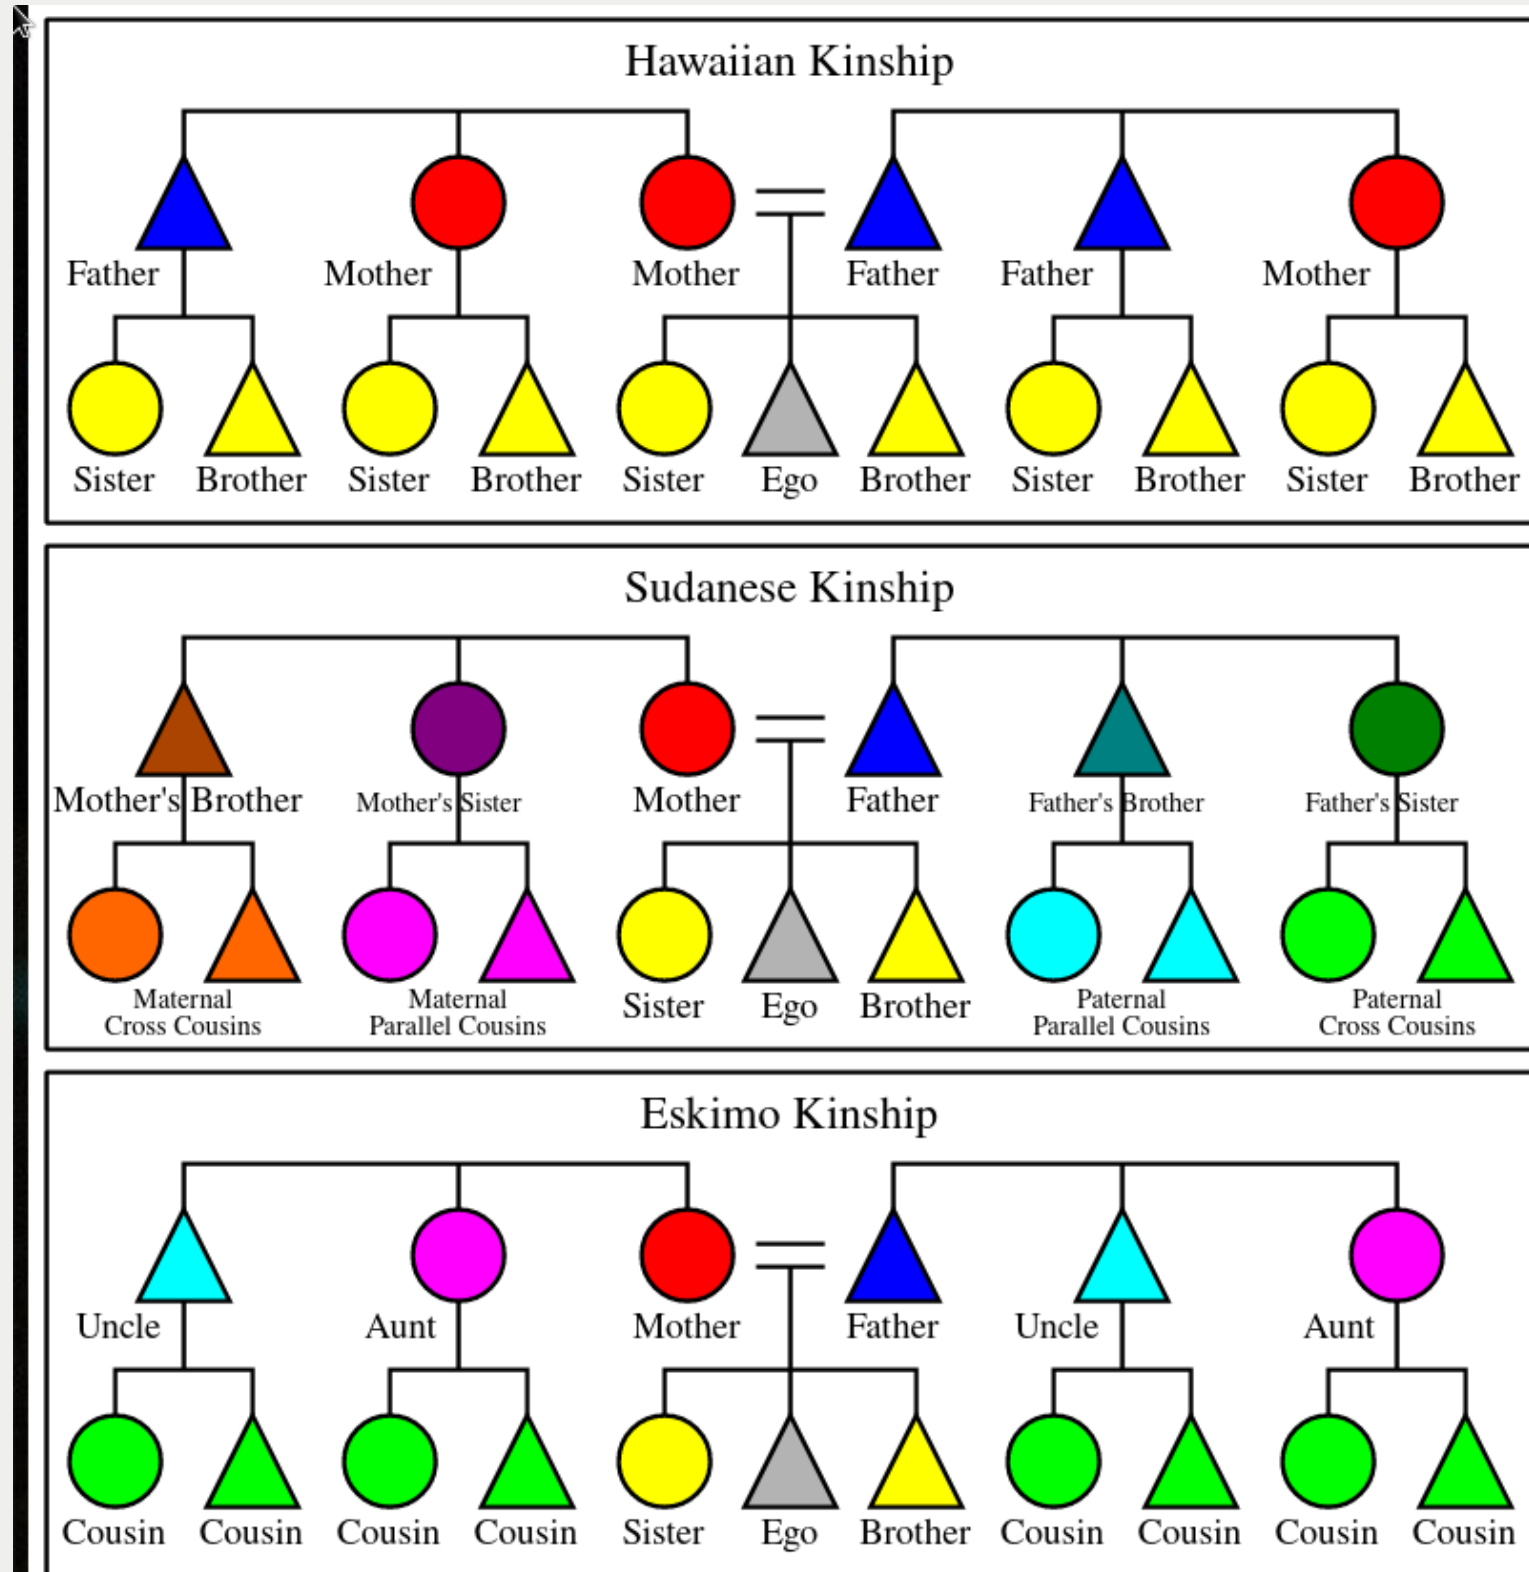 Hawaiian Kinship
Father Mother Mother Father Father Mother
Sister Brother Sister Brother Sister Ego Brother Sister Brother Sister Brother
Sudanese Kinship
Mother's Brother Mother's Sister Mother Father Father's Brother Father's Sister
Maternal
Cross Cousins
Maternal
Parallel Cousins
Sister Ego Brother
Paternal
Parallel Cousins
Paternal
Cross Cousins
Eskimo Kinship
Uncle Aunt Mother Father Uncle Aunt
Cousin Cousin Cousin Cousin Sister Ego Brother Cousin Cousin Cousin Cousin